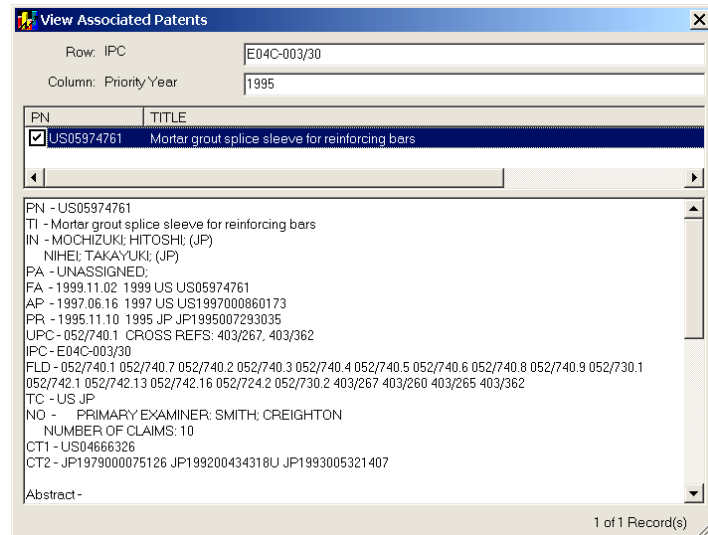 View Associated Patents
Row: IPC E04C-003/30
Column: Priority Year 1995
PN TITLE
US05974761 Mortar grout splice sleeve for reinforcing bars
PN - US05974761
TI - Mortar grout splice sleeve for reinforcing bars
IN - MOCHIZUKI; HITOSHI; (JP)
NIHEI; TAKAYUKI; (JP)
PA - UNASSIGNED;
FA - 1999.11.02 1999 US US05974761
AP - 1997.06.16 1997 US US1997000860173
PR - 1995.11.10 1995 JP JP1995007293035
UPC - 052/740.1 CROSS REFS: 403/267, 403/362
IPC - E04C-003/30
FLD - 052/740.1 052/740.7 052/740.2 052/740.3 052/740.4 052/740.5 052/740.6 052/740.8 052/740.9 052/730.1
052/742.1 052/742.13 052/742.16 052/724.2 052/730.2 403/267 403/260 403/265 403/362
TC - US JP
NO - PRIMARY EXAMINER: SMITH; CREIGHTON
NUMBER OF CLAIMS: 10
CT1 - US04666326
CT2 - JP1979000075126 JP199200434318U JP1993005321407
Abstract -
1 of 1 Record(s)